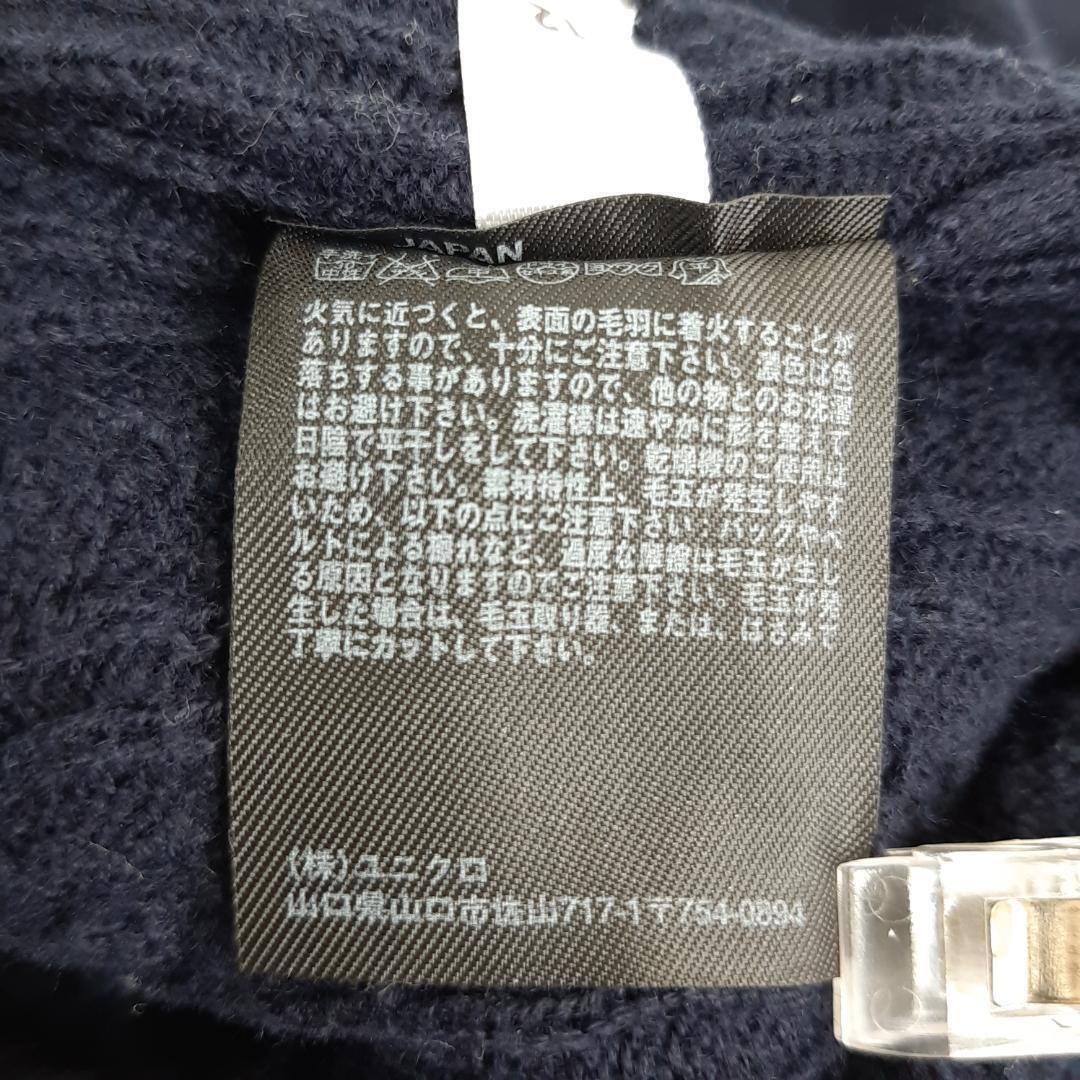 JAPAN
火気に近づくと、表面の毛羽に着火することが
ありますので、十分にご注意下さい。濃色は色
落ちする事がありますので、他の物とのお洗濯
はお避け下さい。洗濯後は速やかに形を整えて
日陰で平干しをして下さい。乾燥機のご使用は
お避け下さい。素材特性上、毛玉が発生しやす
いため、以下の点にご注意下さい。バッグやベ
ルトによる擦れなど、過度な摩擦は毛玉が生じ
る原因となりますのでご注意下さい。毛玉が発
生した場合は、毛玉取り器、または、はさみで
丁寧にカットして下さい。
(株)ユニクロ
山口県山口市佐山717-1〒754-0894